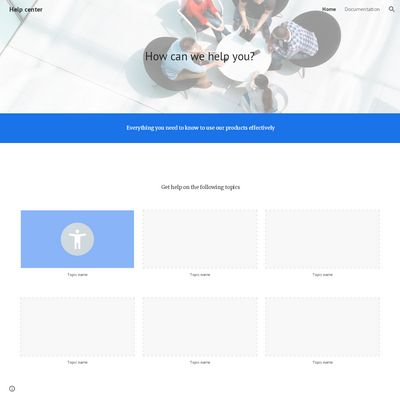 Help center
Home
Documentation
How can we help you?
Everything you need to know to use our products effectively
Get help on the following topics
Topic name
Topic name
Topic name
Topic name
Topic name
Topic name